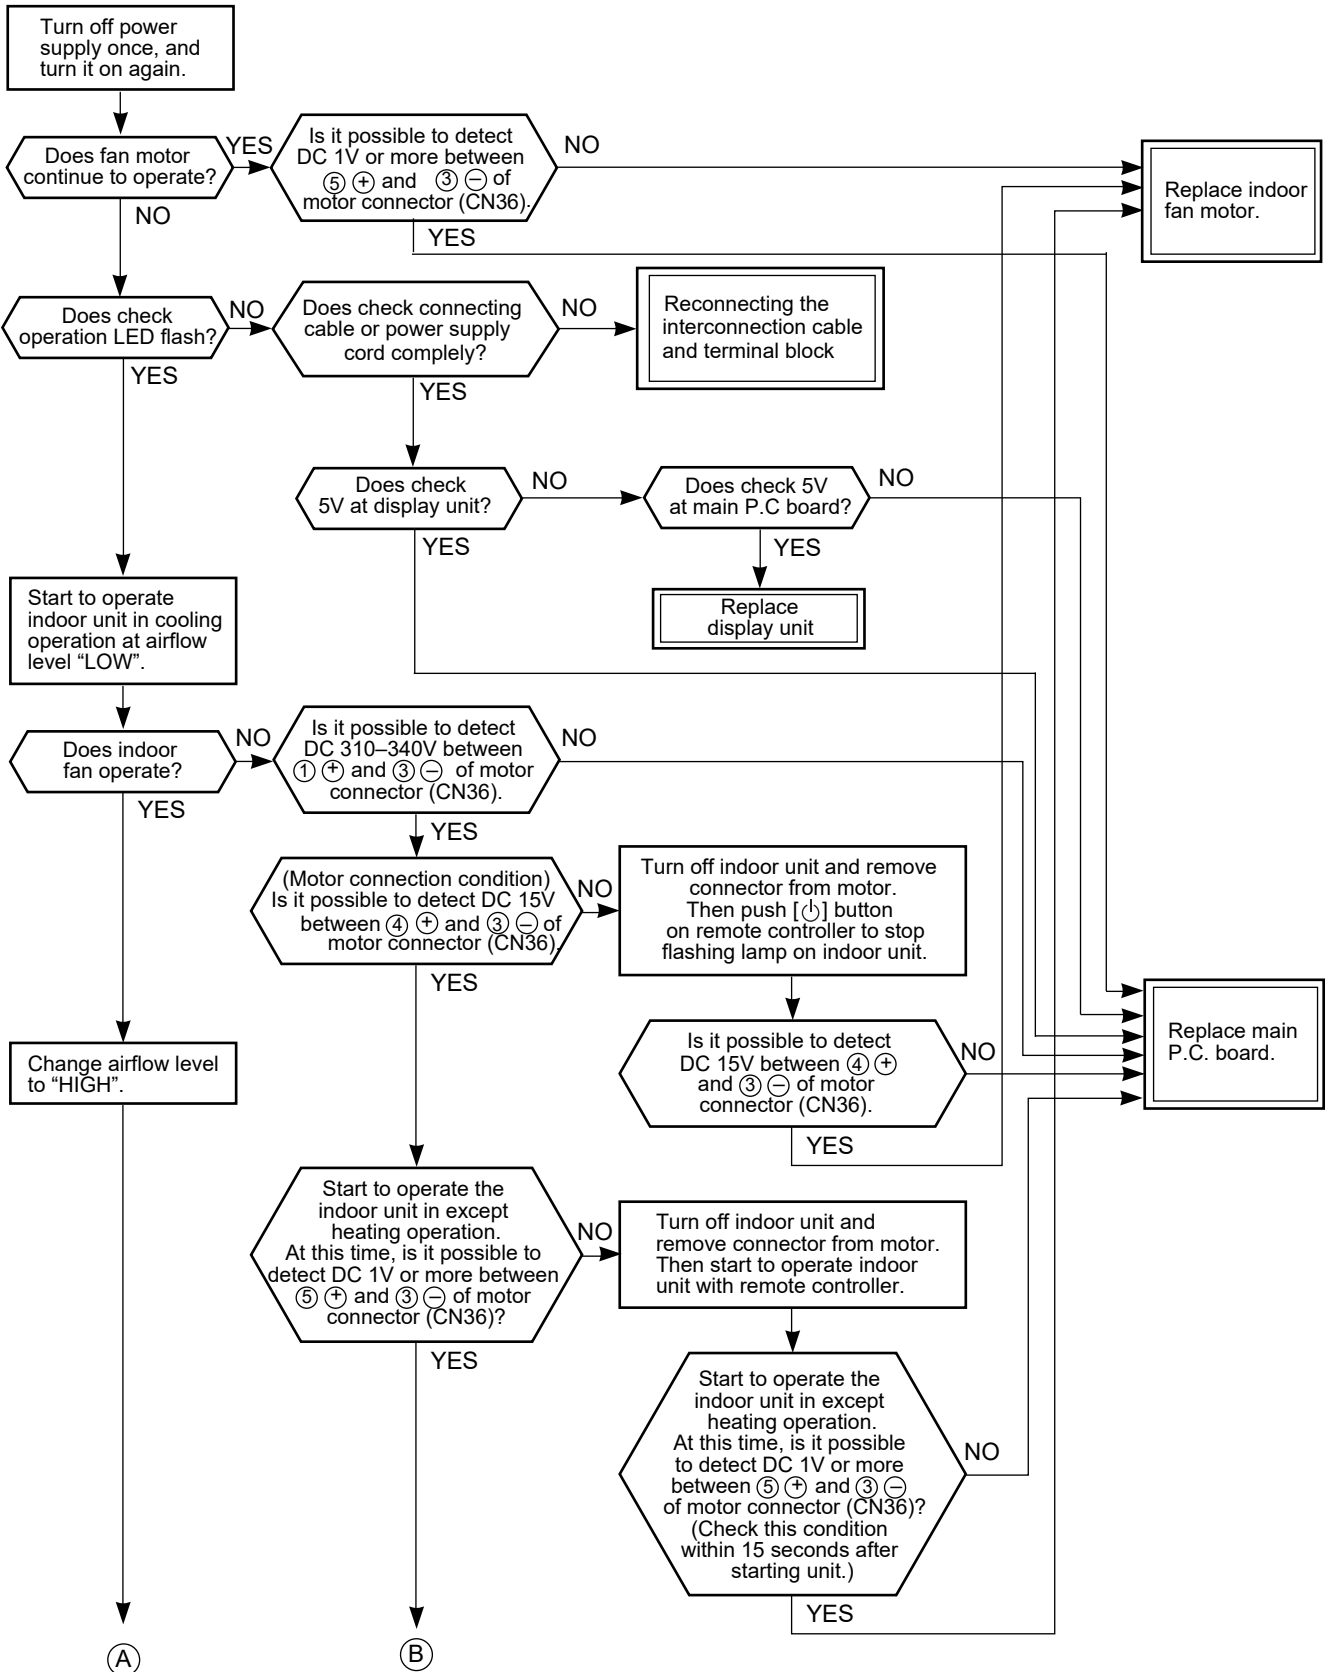 Turn off power
supply once, and
turn it on again.
Does fan motor
continue to operate?
YES
NO
Is it possible to detect
DC 1V or more between
⑤ ⊕ and ③ ⊖ of
motor connector (CN36).
NO
YES
Replace indoor
fan motor.
Does check
operation LED flash?
NO
YES
Does check connecting
cable or power supply
cord complely?
NO
YES
Reconnecting the
interconnection cable
and terminal block
Does check
5V at display unit?
NO
YES
Does check 5V
at main P.C board?
NO
YES
Replace
display unit
Start to operate
indoor unit in cooling
operation at airflow
level “LOW”.
Does indoor
fan operate?
NO
YES
Is it possible to detect
DC 310–340V between
① ⊕ and ③ ⊖ of motor
connector (CN36).
NO
YES
(Motor connection condition)
Is it possible to detect DC 15V
between ④ ⊕ and ③ ⊖ of
motor connector (CN36).
NO
YES
Turn off indoor unit and remove
connector from motor.
Then push [⏻] button
on remote controller to stop
flashing lamp on indoor unit.
Is it possible to detect
DC 15V between ④ ⊕
and ③ ⊖ of motor
connector (CN36).
NO
YES
Replace main
P.C. board.
Change airflow level
to “HIGH”.
Start to operate the
indoor unit in except
heating operation.
At this time, is it possible to
detect DC 1V or more between
⑤ ⊕ and ③ ⊖ of motor
connector (CN36)?
NO
YES
Turn off indoor unit and
remove connector from motor.
Then start to operate indoor
unit with remote controller.
Start to operate the
indoor unit in except
heating operation.
At this time, is it possible
to detect DC 1V or more
between ⑤ ⊕ and ③ ⊖
of motor connector (CN36)?
(Check this condition
within 15 seconds after
starting unit.)
NO
YES
Ⓐ
Ⓑ